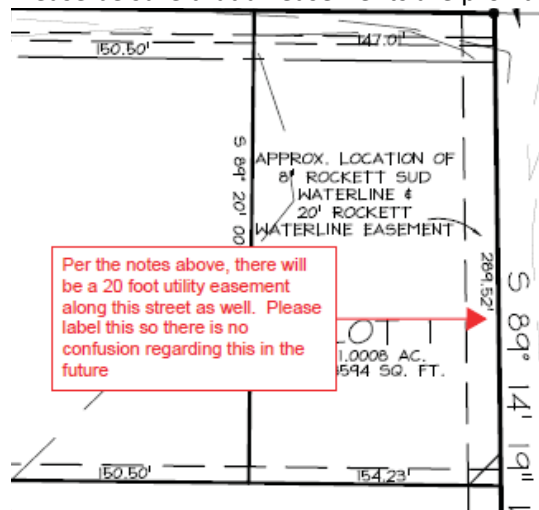 150.50'
147.01'
S 89° 20' 00
APPROX. LOCATION OF
8" ROCKETT SUD
WATERLINE &
20' ROCKETT
WATERLINE EASEMENT
289.52'
Per the notes above, there will
be a 20 foot utility easement
along this street as well. Please
label this so there is no
confusion regarding this in the
future
LOT 1
1.0008 AC.
594 SQ. FT.
S 89° 14' 19"
150.50'
154.23'